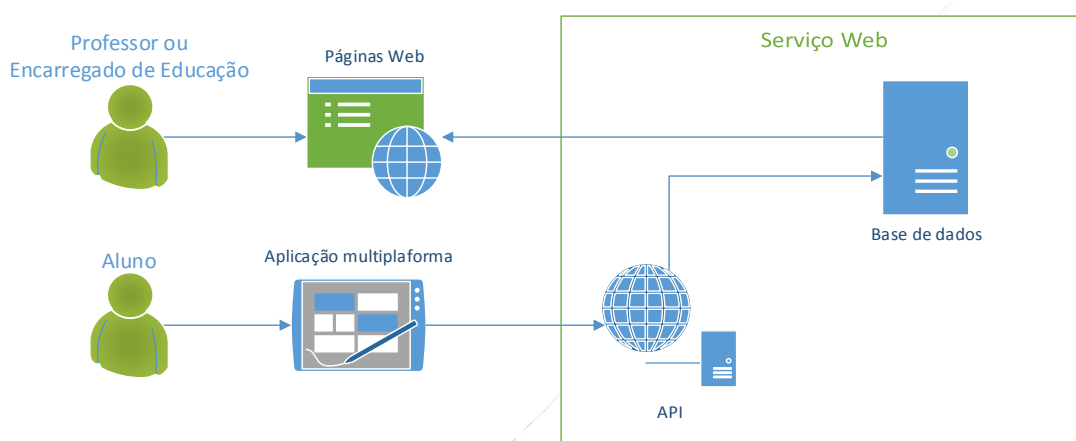 Professor ou
Encarregado de Educação
Páginas Web
Serviço Web
Base de dados
Aluno
Aplicação multiplaforma
API